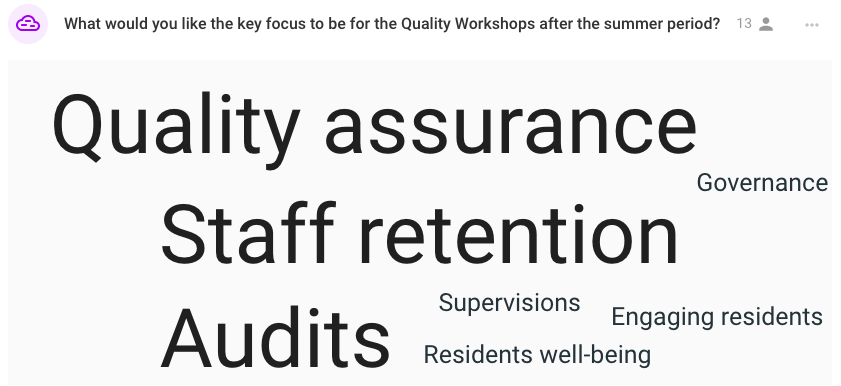 What would you like the key focus to be for the Quality Workshops after the summer period? 13
Quality assurance
Governance
Staff retention
Supervisions
Engaging residents
Audits
Residents well-being